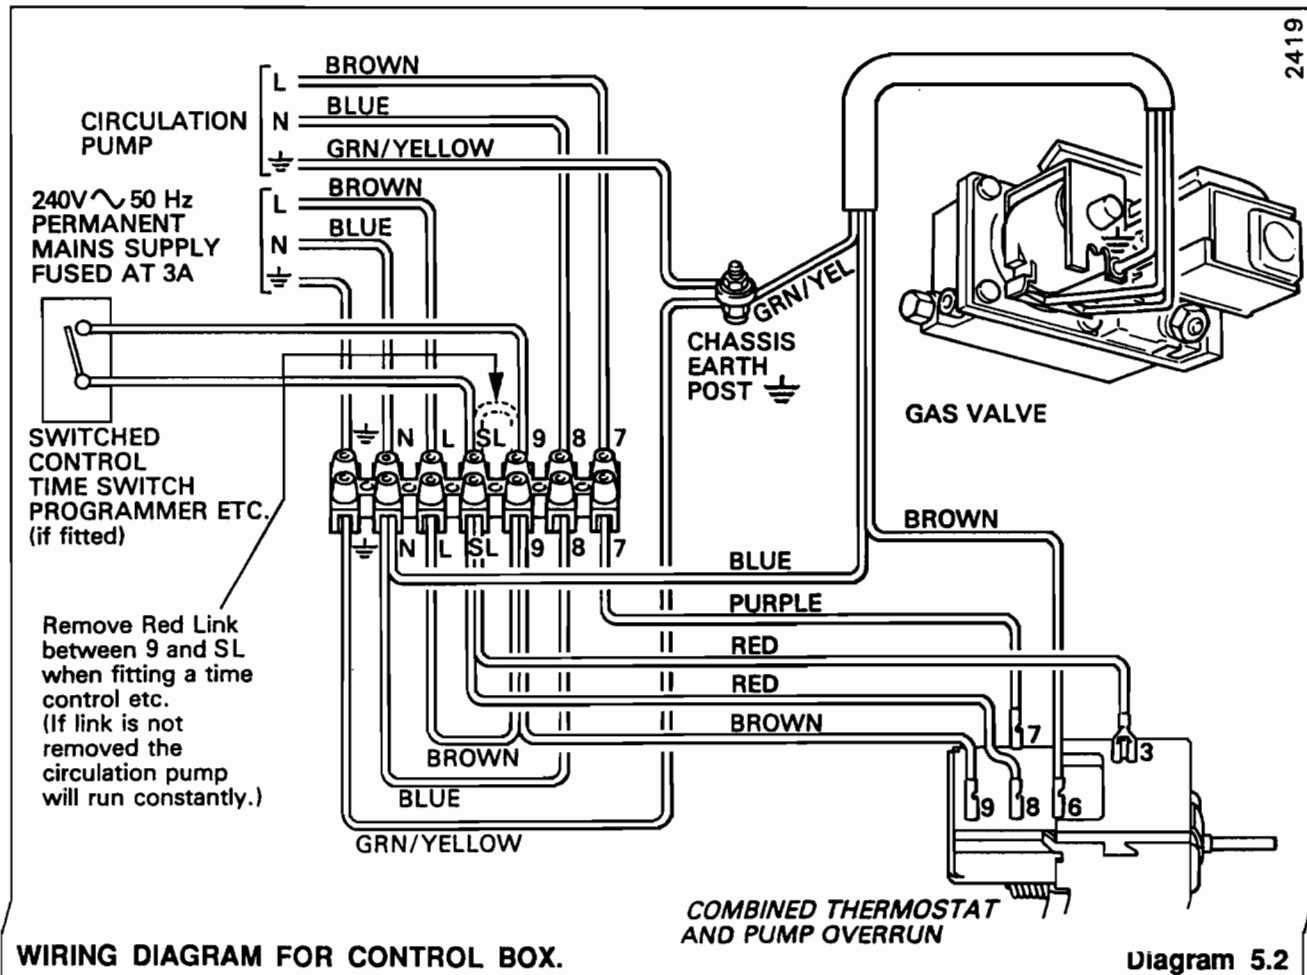 2419
BROWN
L
BLUE
CIRCULATION
PUMP
N
GRN/YELLOW
240V 50 Hz
PERMANENT
MAINS SUPPLY
FUSED AT 3A
BROWN
L
BLUE
N
GRN/YEL
CHASSIS
EARTH
POST
GAS VALVE
SWITCHED
CONTROL
TIME SWITCH
PROGRAMMER ETC.
(if fitted)
N L SL 9 8 7
N L SL 9 8 7
BROWN
BLUE
PURPLE
RED
RED
BROWN
Remove Red Link
between 9 and SL
when fitting a time
control etc.
(If link is not
removed the
circulation pump
will run constantly.)
BROWN
BLUE
GRN/YELLOW
7
3
9 8 6
COMBINED THERMOSTAT
AND PUMP OVERRUN
WIRING DIAGRAM FOR CONTROL BOX.
Diagram 5.2